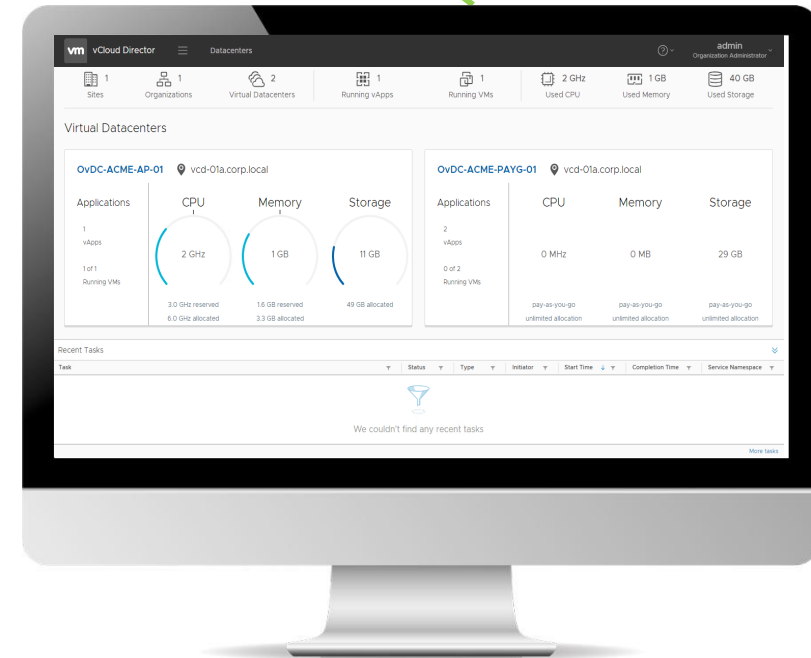 vm vCloud Director Datacenters admin
Organization Administrator
1 1 2 1 1 2 GHz 1 GB 40 GB
Sites Organizations Virtual Datacenters Running vApps Running VMs Used CPU Used Memory Used Storage
Virtual Datacenters
OvDC-ACME-AP-01 vcd-01a.corp.local
Applications CPU Memory Storage
1
vApps
2 GHz 1 GB 11 GB
1 of 1
Running VMs
3.0 GHz reserved 1.6 GB reserved 49 GB allocated
6.0 GHz allocated 3.3 GB allocated
OvDC-ACME-PAYG-01 vcd-01a.corp.local
Applications CPU Memory Storage
2
vApps
0 MHz 0 MB 29 GB
0 of 2
Running VMs
pay-as-you-go pay-as-you-go pay-as-you-go
unlimited allocation unlimited allocation unlimited allocation
Recent Tasks
Task Status Type Initiator Start Time Completion Time Service Namespace
We couldn't find any recent tasks
More tasks